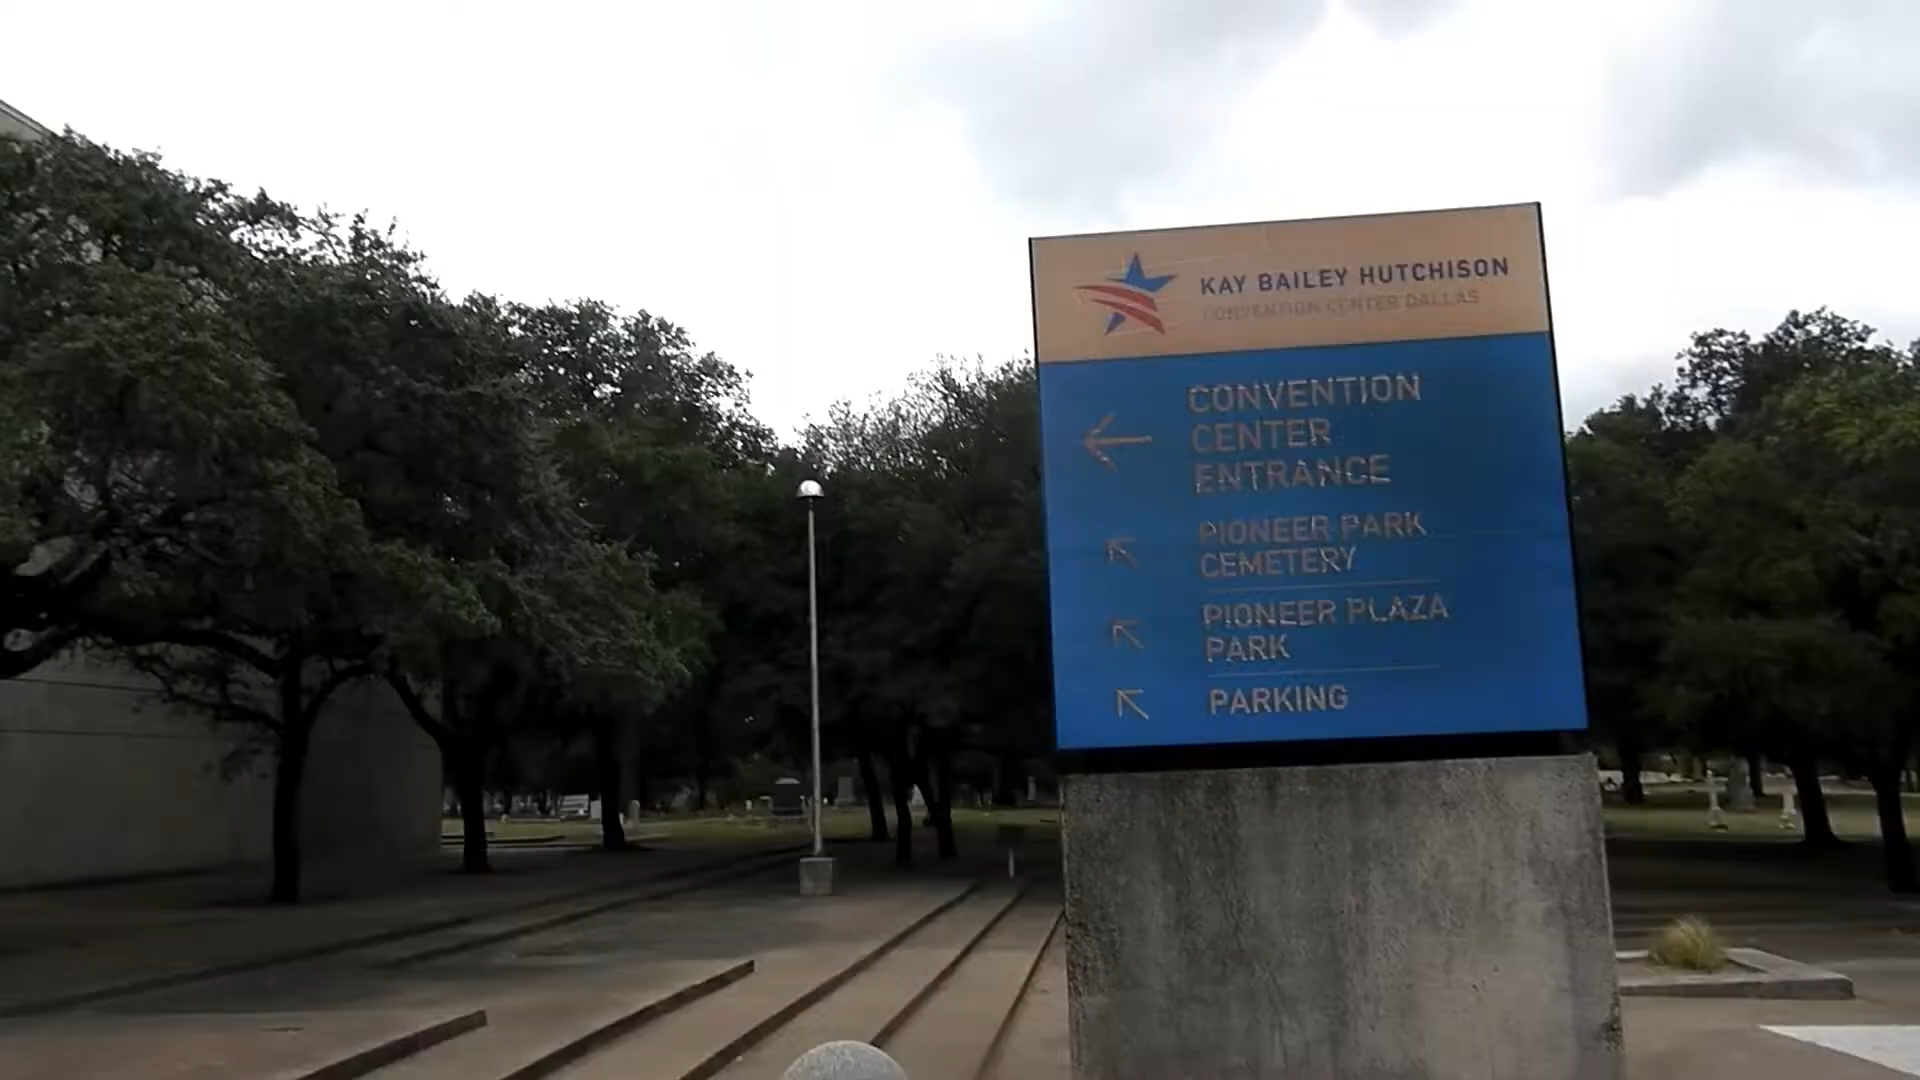 KAY BAILEY HUTCHISON
CONVENTION CENTER DALLAS
CONVENTION
CENTER
ENTRANCE
PIONEER PARK
CEMETERY
PIONEER PLAZA
PARK
PARKING